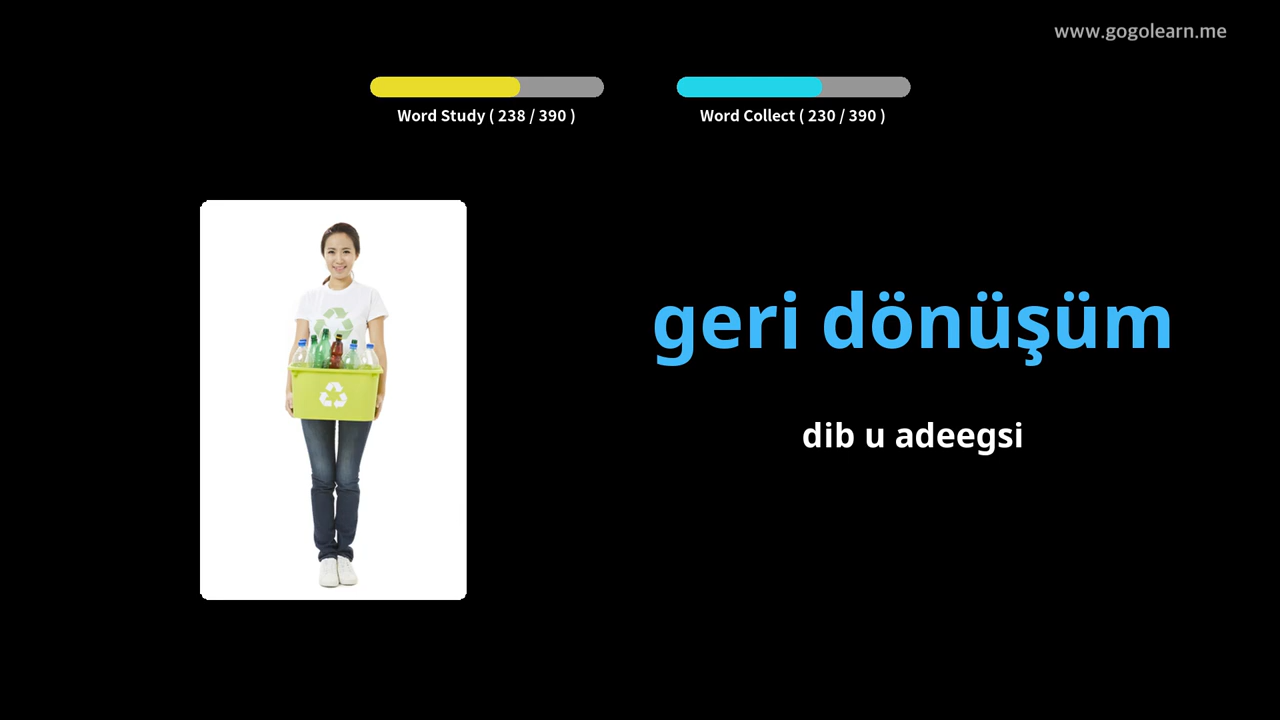 www.gogolearn.me
Word Study ( 238 / 390 )
Word Collect ( 230 / 390 )
geri dönüşüm
dib u adeegsi